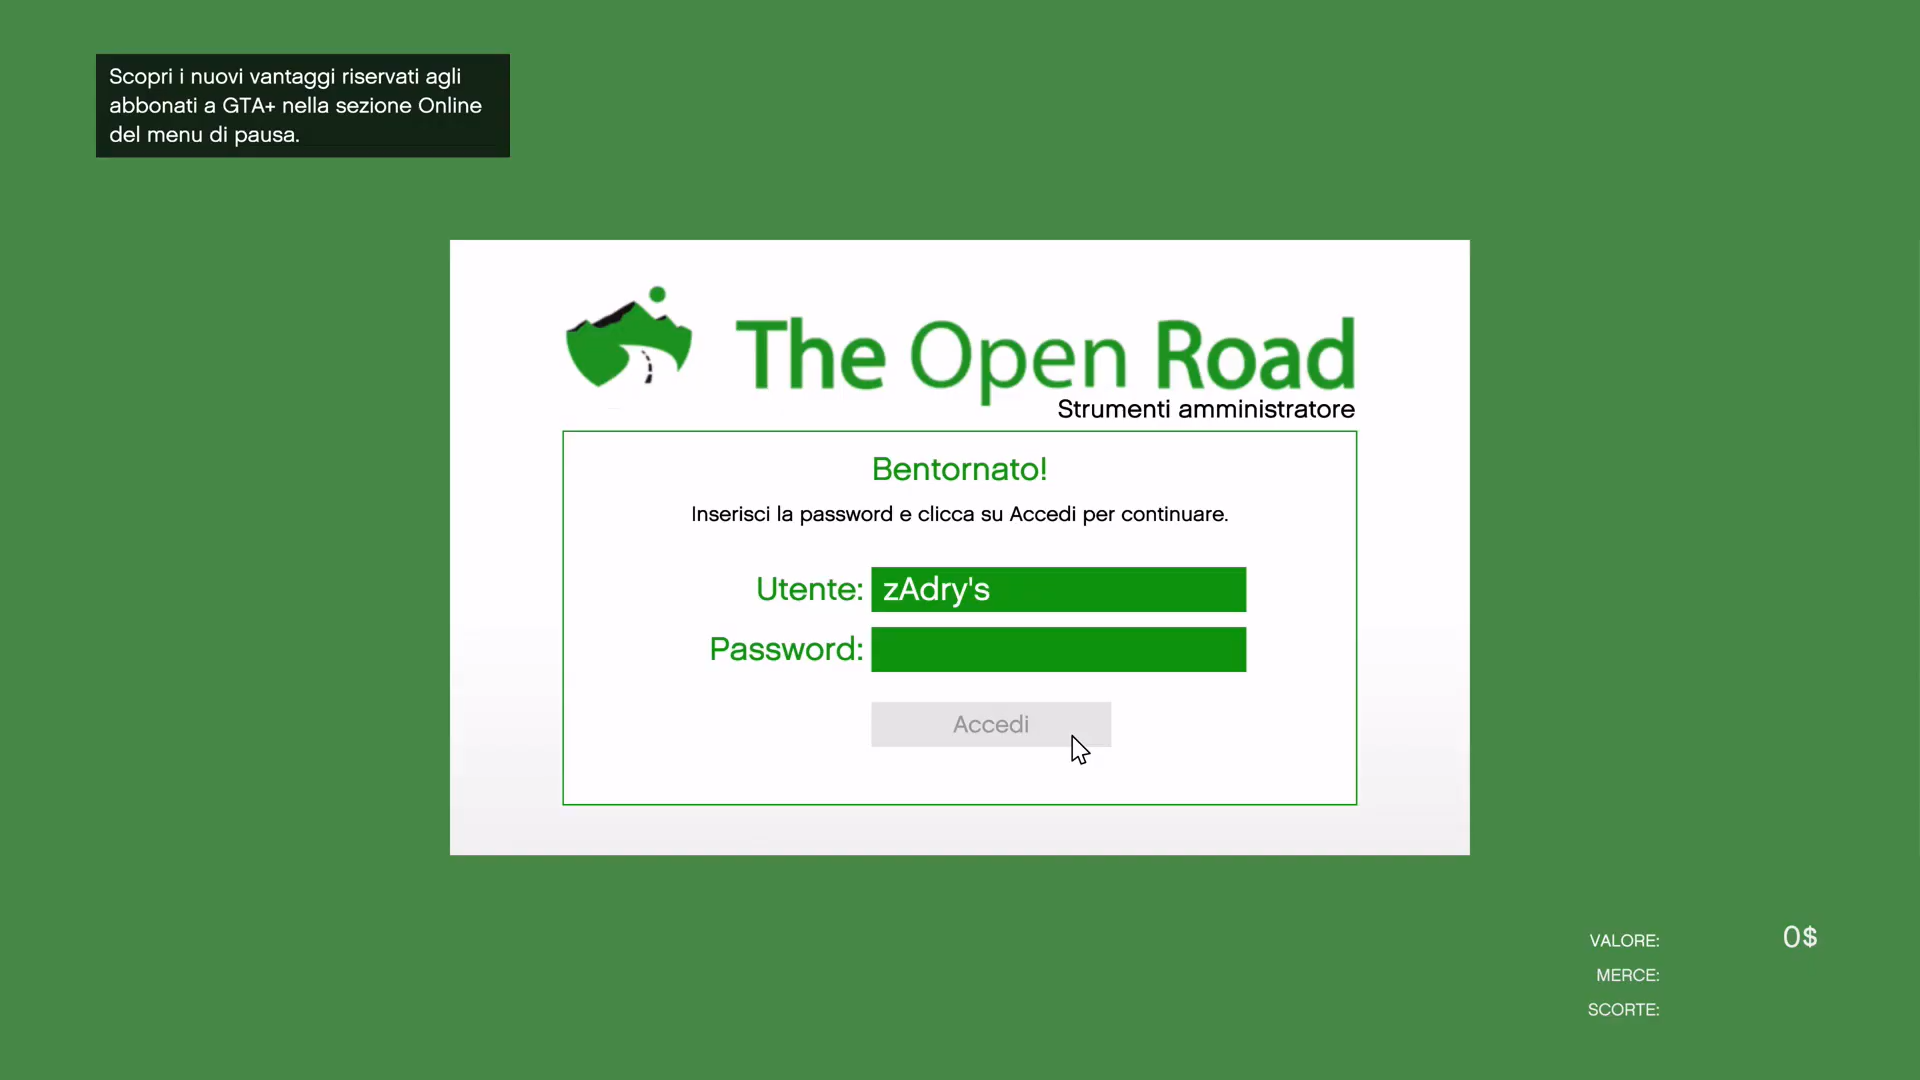 Scopri i nuovi vantaggi riservati agli
abbonati a GTA+ nella sezione Online
del menu di pausa.
The Open Road
Strumenti amministratore
Bentornato!
Inserisci la password e clicca su Accedi per continuare.
Utente: zAdry's
Password:
Accedi
VALORE: 0$
MERCE:
SCORTE: